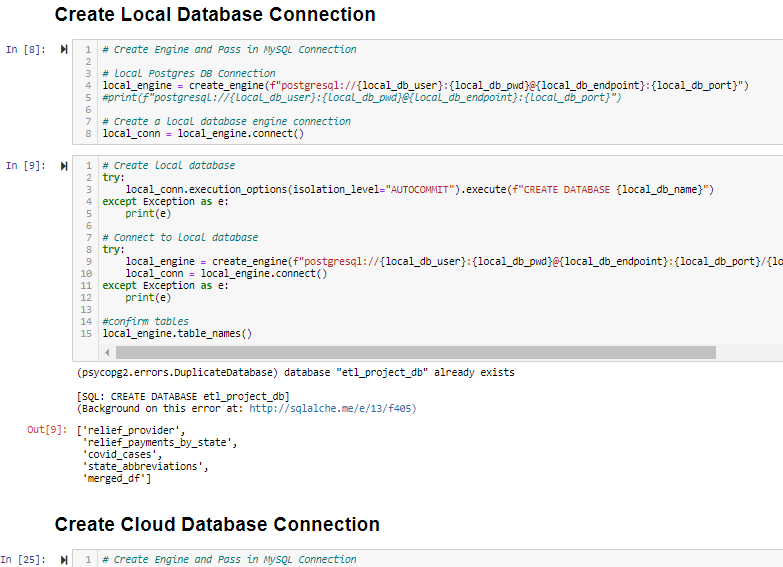 Create Local Database Connection
In [8]:
1 # Create Engine and Pass in MySQL Connection
2
3 # local Postgres DB Connection
4 local_engine = create_engine(f"postgresql://{local_db_user}:{local_db_pwd}@{local_db_endpoint}:{local_db_port}")
5 #print(f"postgresql://{local_db_user}:{local_db_pwd}@{local_db_endpoint}:{local_db_port}")
6
7 # Create a local database engine connection
8 local_conn = local_engine.connect()
In [9]:
1 # Create local database
2 try:
3     local_conn.execution_options(isolation_level="AUTOCOMMIT").execute(f"CREATE DATABASE {local_db_name}")
4 except Exception as e:
5     print(e)
6
7 # Connect to local database
8 try:
9     local_engine = create_engine(f"postgresql://{local_db_user}:{local_db_pwd}@{local_db_endpoint}:{local_db_port}/{lo
10     local_conn = local_engine.connect()
11 except Exception as e:
12     print(e)
13
14 #confirm tables
15 local_engine.table_names()
(psycopg2.errors.DuplicateDatabase) database "etl_project_db" already exists
[SQL: CREATE DATABASE etl_project_db]
(Background on this error at: http://sqlalche.me/e/13/f405)
Out[9]: ['relief_provider',
'relief_payments_by_state',
'covid_cases',
'state_abbreviations',
'merged_df']
Create Cloud Database Connection
In [25]:
1 # Create Engine and Pass in MySQL Connection